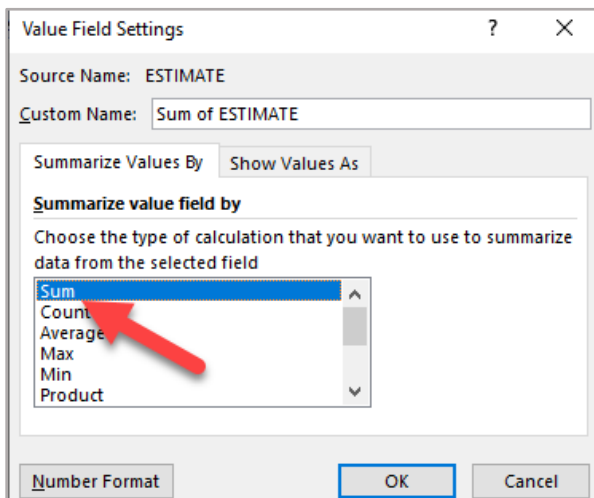 Value Field Settings ? X
Source Name: ESTIMATE
Custom Name: Sum of ESTIMATE
Summarize Values By Show Values As
Summarize value field by
Choose the type of calculation that you want to use to summarize
data from the selected field
Sum
Count
Average
Max
Min
Product
Number Format OK Cancel